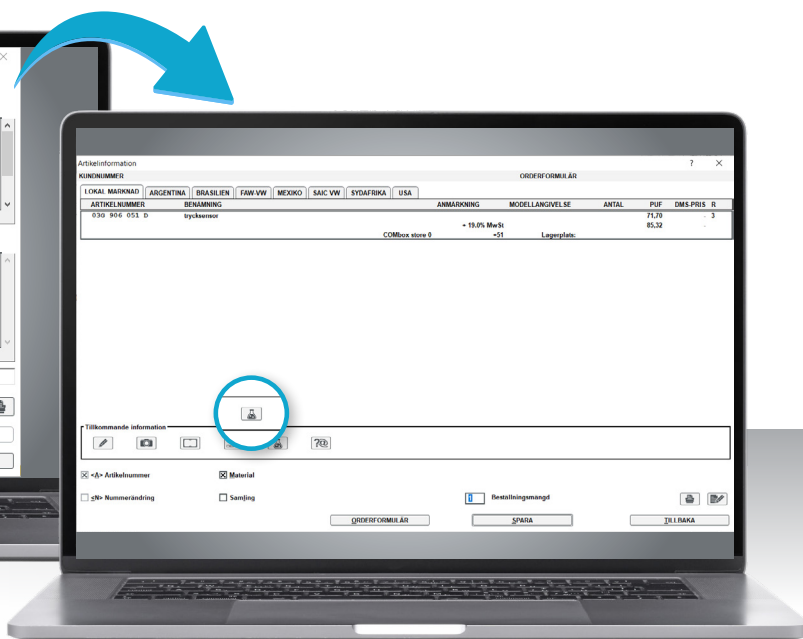 Artikelinformation ? ×
KUNDNUMMER ORDERFORMULÄR
LOKAL MARKNAD ARGENTINA BRASILIEN FAW-VW MEXIKO SAIC VW SYDAFRIKA USA
ARTIKELNUMMER BENÄMNING ANMÄRKNING MODELLANGIVELSE ANTAL PUF DMS-PRIS R
03G 906 051 D trycksensor 71,70 - 3
+ 19.0% MwSt 85,32 -
COMbox store 0 =51 Lagerplats:
Tillkommande information
?@
<A> Artikelnummer Material
<N> Nummerändring Samling
1 Beställningsmängd
ORDERFORMULÄR SPARA TILLBAKA